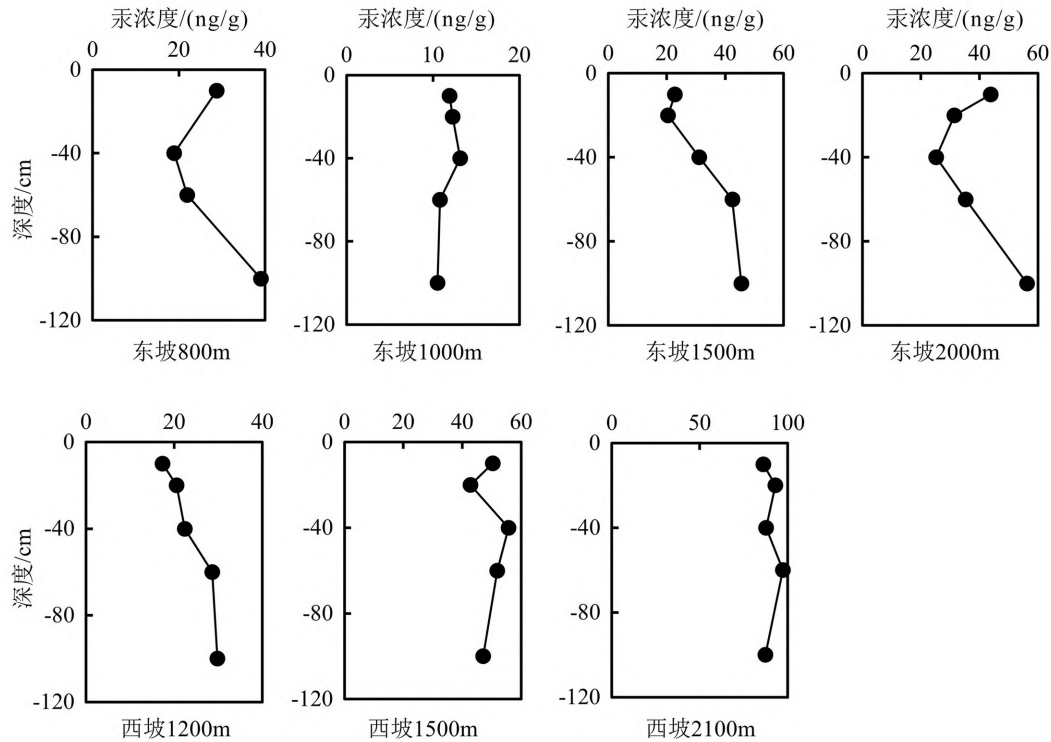 汞浓度/(ng/g) 汞浓度/(ng/g) 汞浓度/(ng/g) 汞浓度/(ng/g)
0 20 40 0 10 20 0 20 40 60 0 20 40 60
0 0 0 0
-40 -40 -40 -40
-80 -80 -80 -80
-120 -120 -120 -120
深度/cm
东坡800m 东坡1000m 东坡1500m 东坡2000m
0 20 40 0 20 40 60 0 50 100
0 0 0
-40 -40 -40
-80 -80 -80
-120 -120 -120
深度/cm
西坡1200m 西坡1500m 西坡2100m